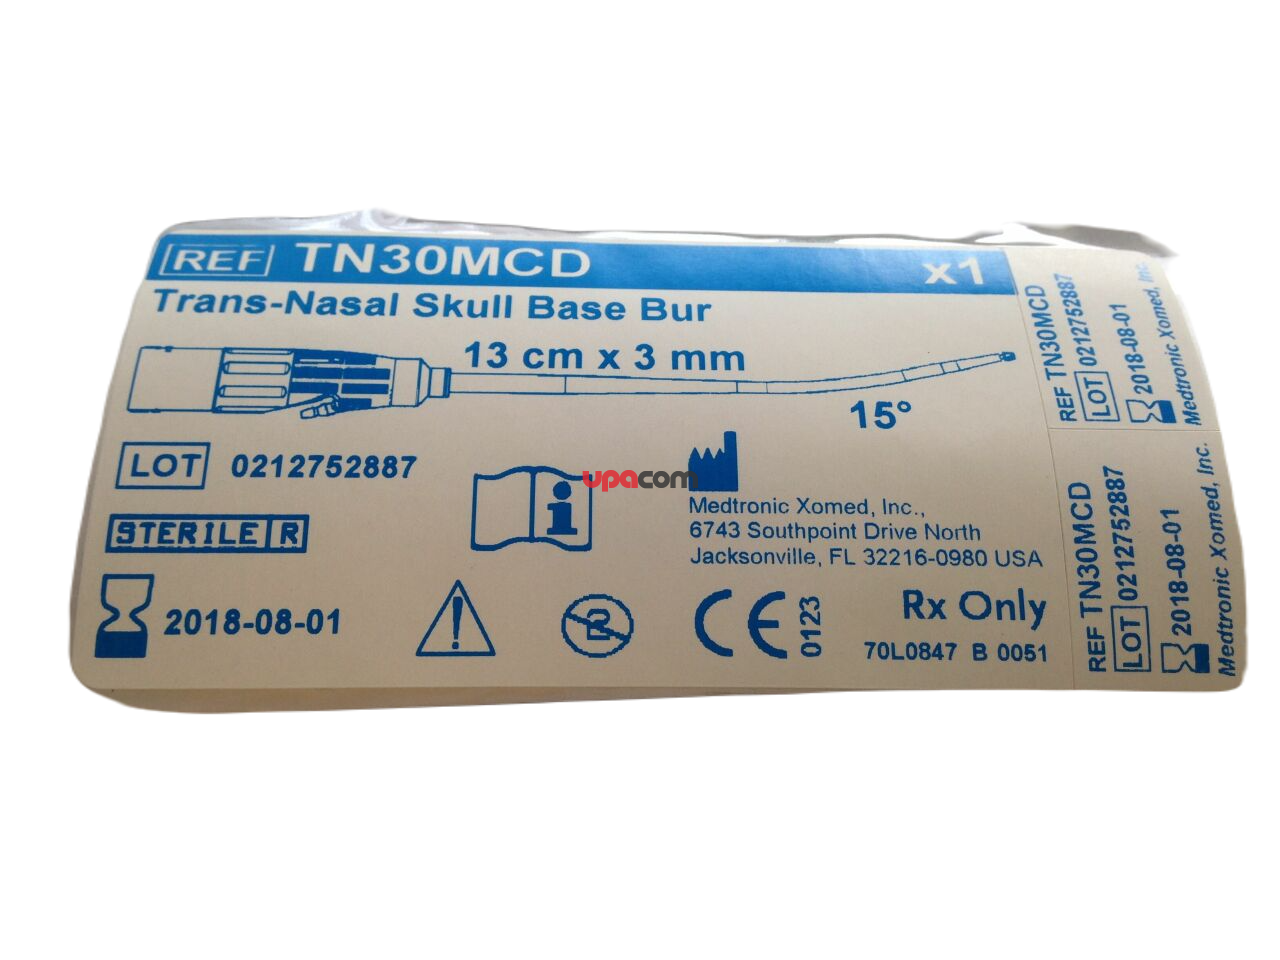 REF TN30MCD x1
Trans-Nasal Skull Base Bur
13 cm x 3 mm
15°
LOT 0212752887
upacom
Medtronic Xomed, Inc.,
6743 Southpoint Drive North
Jacksonville, FL 32216-0980 USA
STERILE R
2018-08-01
2
CE 0123
Rx Only
70L0847 B 0051
REF TN30MCD
LOT 0212752887
2018-08-01
Medtronic Xomed, Inc.
REF TN30MCD
LOT 0212752887
2018-08-01
Medtronic Xomed, Inc.